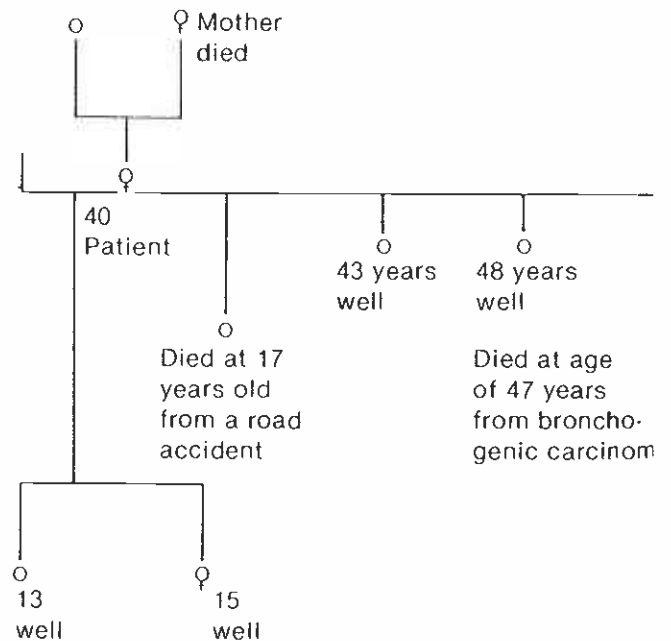 Mother
died
40
Patient
43 years
well
48 years
well
Died at 17
years old
from a road
accident
Died at age
of 47 years
from broncho-
genic carcinom
13
well
15
well